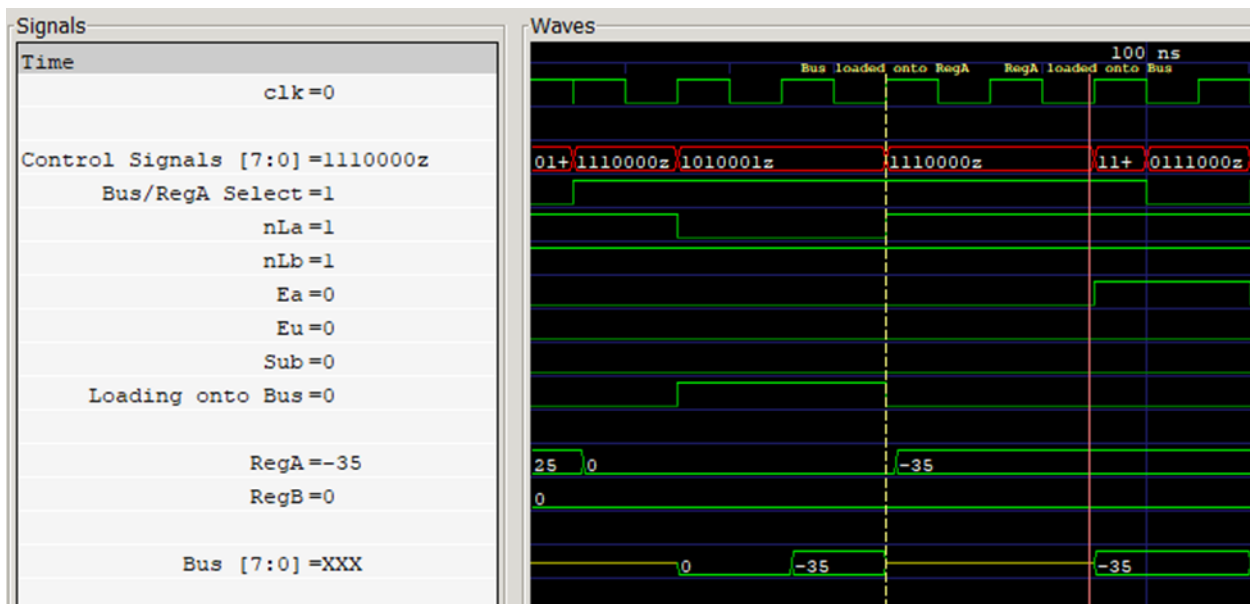 Signals
Waves
Time
100 ns
Bus loaded onto RegA RegA loaded onto Bus
clk=0
Control Signals [7:0]=1110000z
01+ 1110000z 1010001z 1110000z 11+ 0111000z
Bus/RegA Select=1
nLa=1
nLb=1
Ea=0
Eu=0
Sub=0
Loading onto Bus=0
RegA=-35
25 0 -35
RegB=0
0
Bus [7:0]=XXX
0 -35 -35